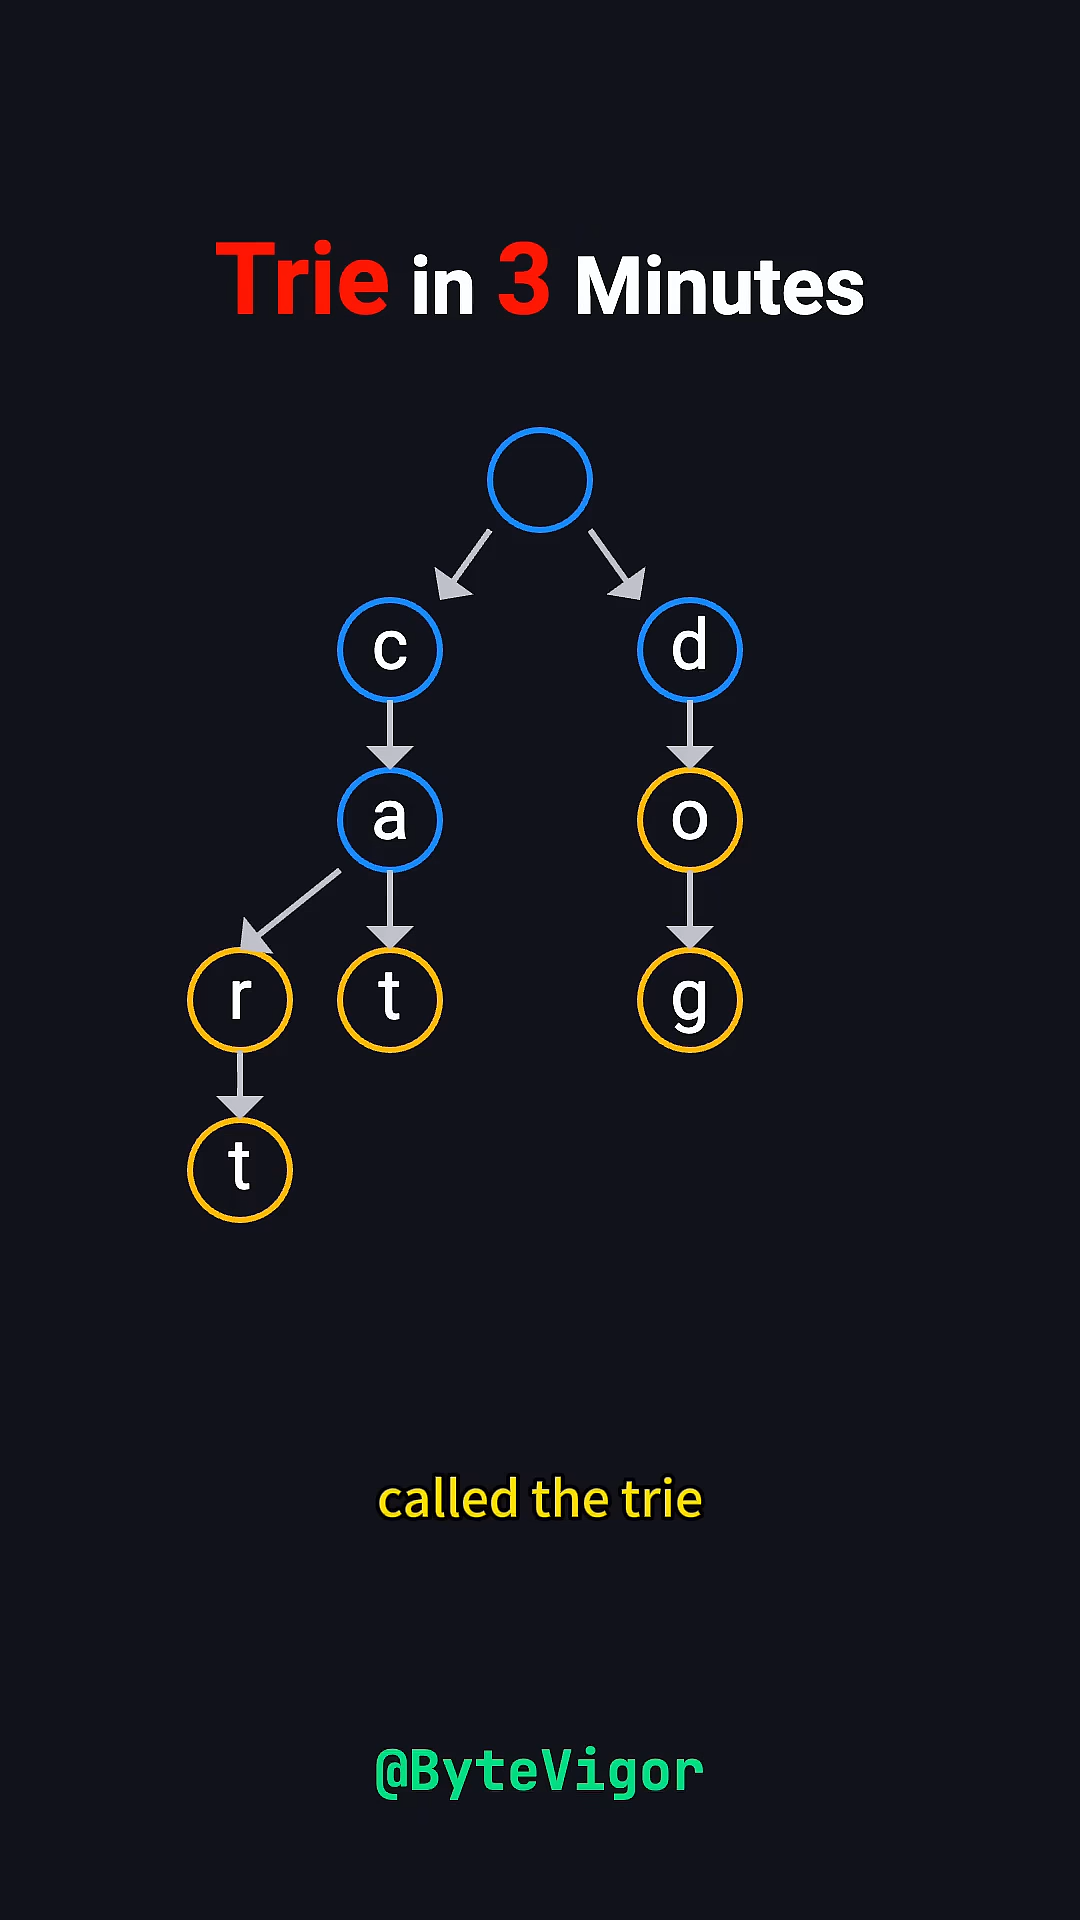 Trie in 3 Minutes
c d
a o
r t g
t
called the trie
@ByteVigor